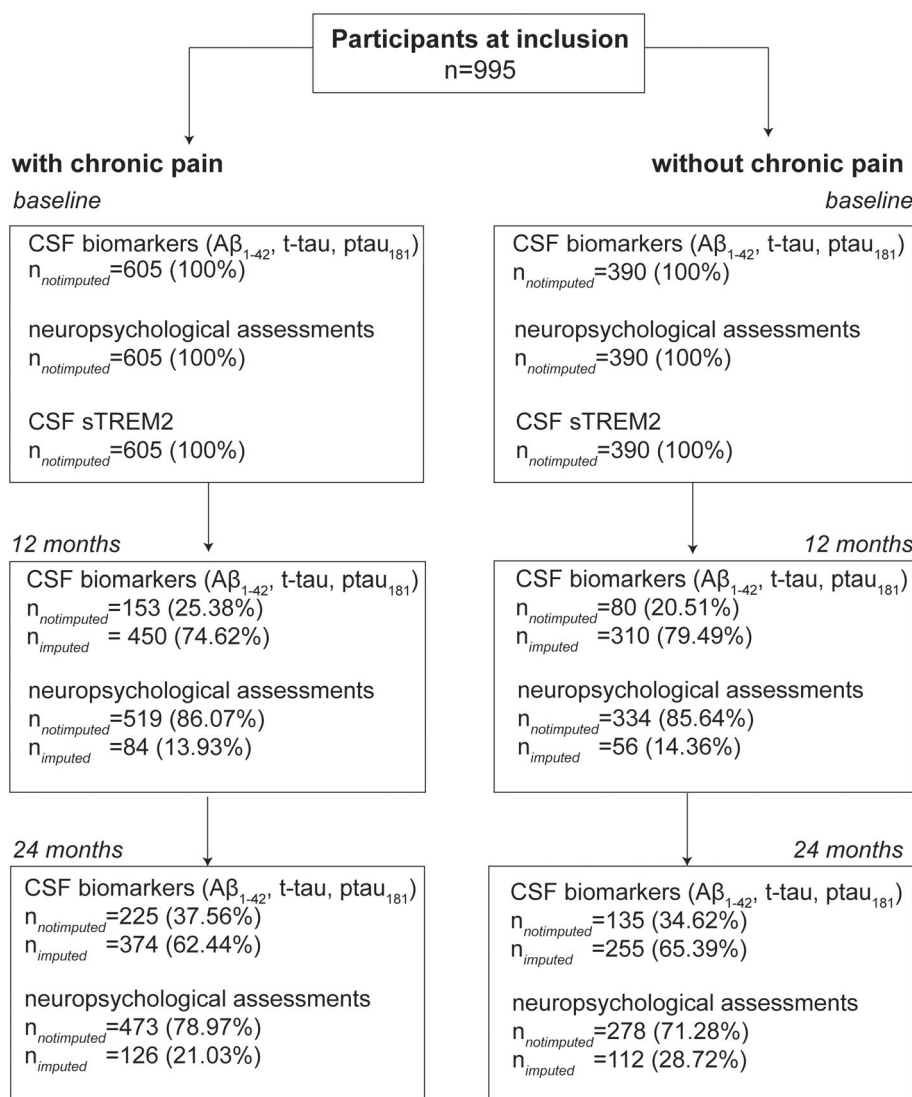 Participants at inclusion
n=995
with chronic pain
baseline
CSF biomarkers (Aβ1-42, t-tau, ptau181)
nnotimputed=605 (100%)
neuropsychological assessments
nnotimputed=605 (100%)
CSF sTREM2
nnotimputed=605 (100%)
12 months
CSF biomarkers (Aβ1-42, t-tau, ptau181)
nnotimputed=153 (25.38%)
nimputed = 450 (74.62%)
neuropsychological assessments
nnotimputed=519 (86.07%)
nimputed = 84 (13.93%)
24 months
CSF biomarkers (Aβ1-42, t-tau, ptau181)
nnotimputed=225 (37.56%)
nimputed = 374 (62.44%)
neuropsychological assessments
nnotimputed=473 (78.97%)
nimputed = 126 (21.03%)
without chronic pain
baseline
CSF biomarkers (Aβ1-42, t-tau, ptau181)
nnotimputed=390 (100%)
neuropsychological assessments
nnotimputed=390 (100%)
CSF sTREM2
nnotimputed=390 (100%)
12 months
CSF biomarkers (Aβ1-42, t-tau, ptau181)
nnotimputed=80 (20.51%)
nimputed = 310 (79.49%)
neuropsychological assessments
nnotimputed=334 (85.64%)
nimputed = 56 (14.36%)
24 months
CSF biomarkers (Aβ1-42, t-tau, ptau181)
nnotimputed=135 (34.62%)
nimputed = 255 (65.39%)
neuropsychological assessments
nnotimputed=278 (71.28%)
nimputed = 112 (28.72%)